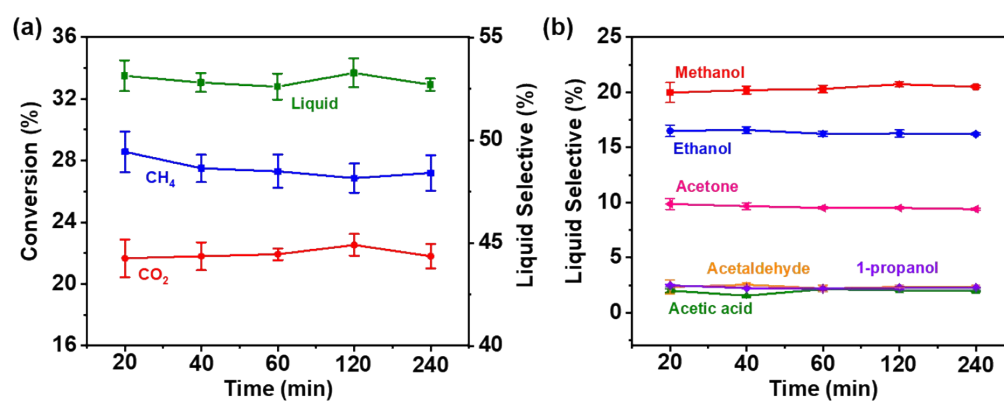 (a)
Conversion (%)
36
32
28
24
20
16
Liquid
CH4
CO2
55
50
45
40
Liquid Selective (%)
20 40 60 120 240
Time (min)
(b)
Liquid Selective (%)
25
20
15
10
5
0
Methanol
Ethanol
Acetone
Acetaldehyde 1-propanol
Acetic acid
20 40 60 120 240
Time (min)